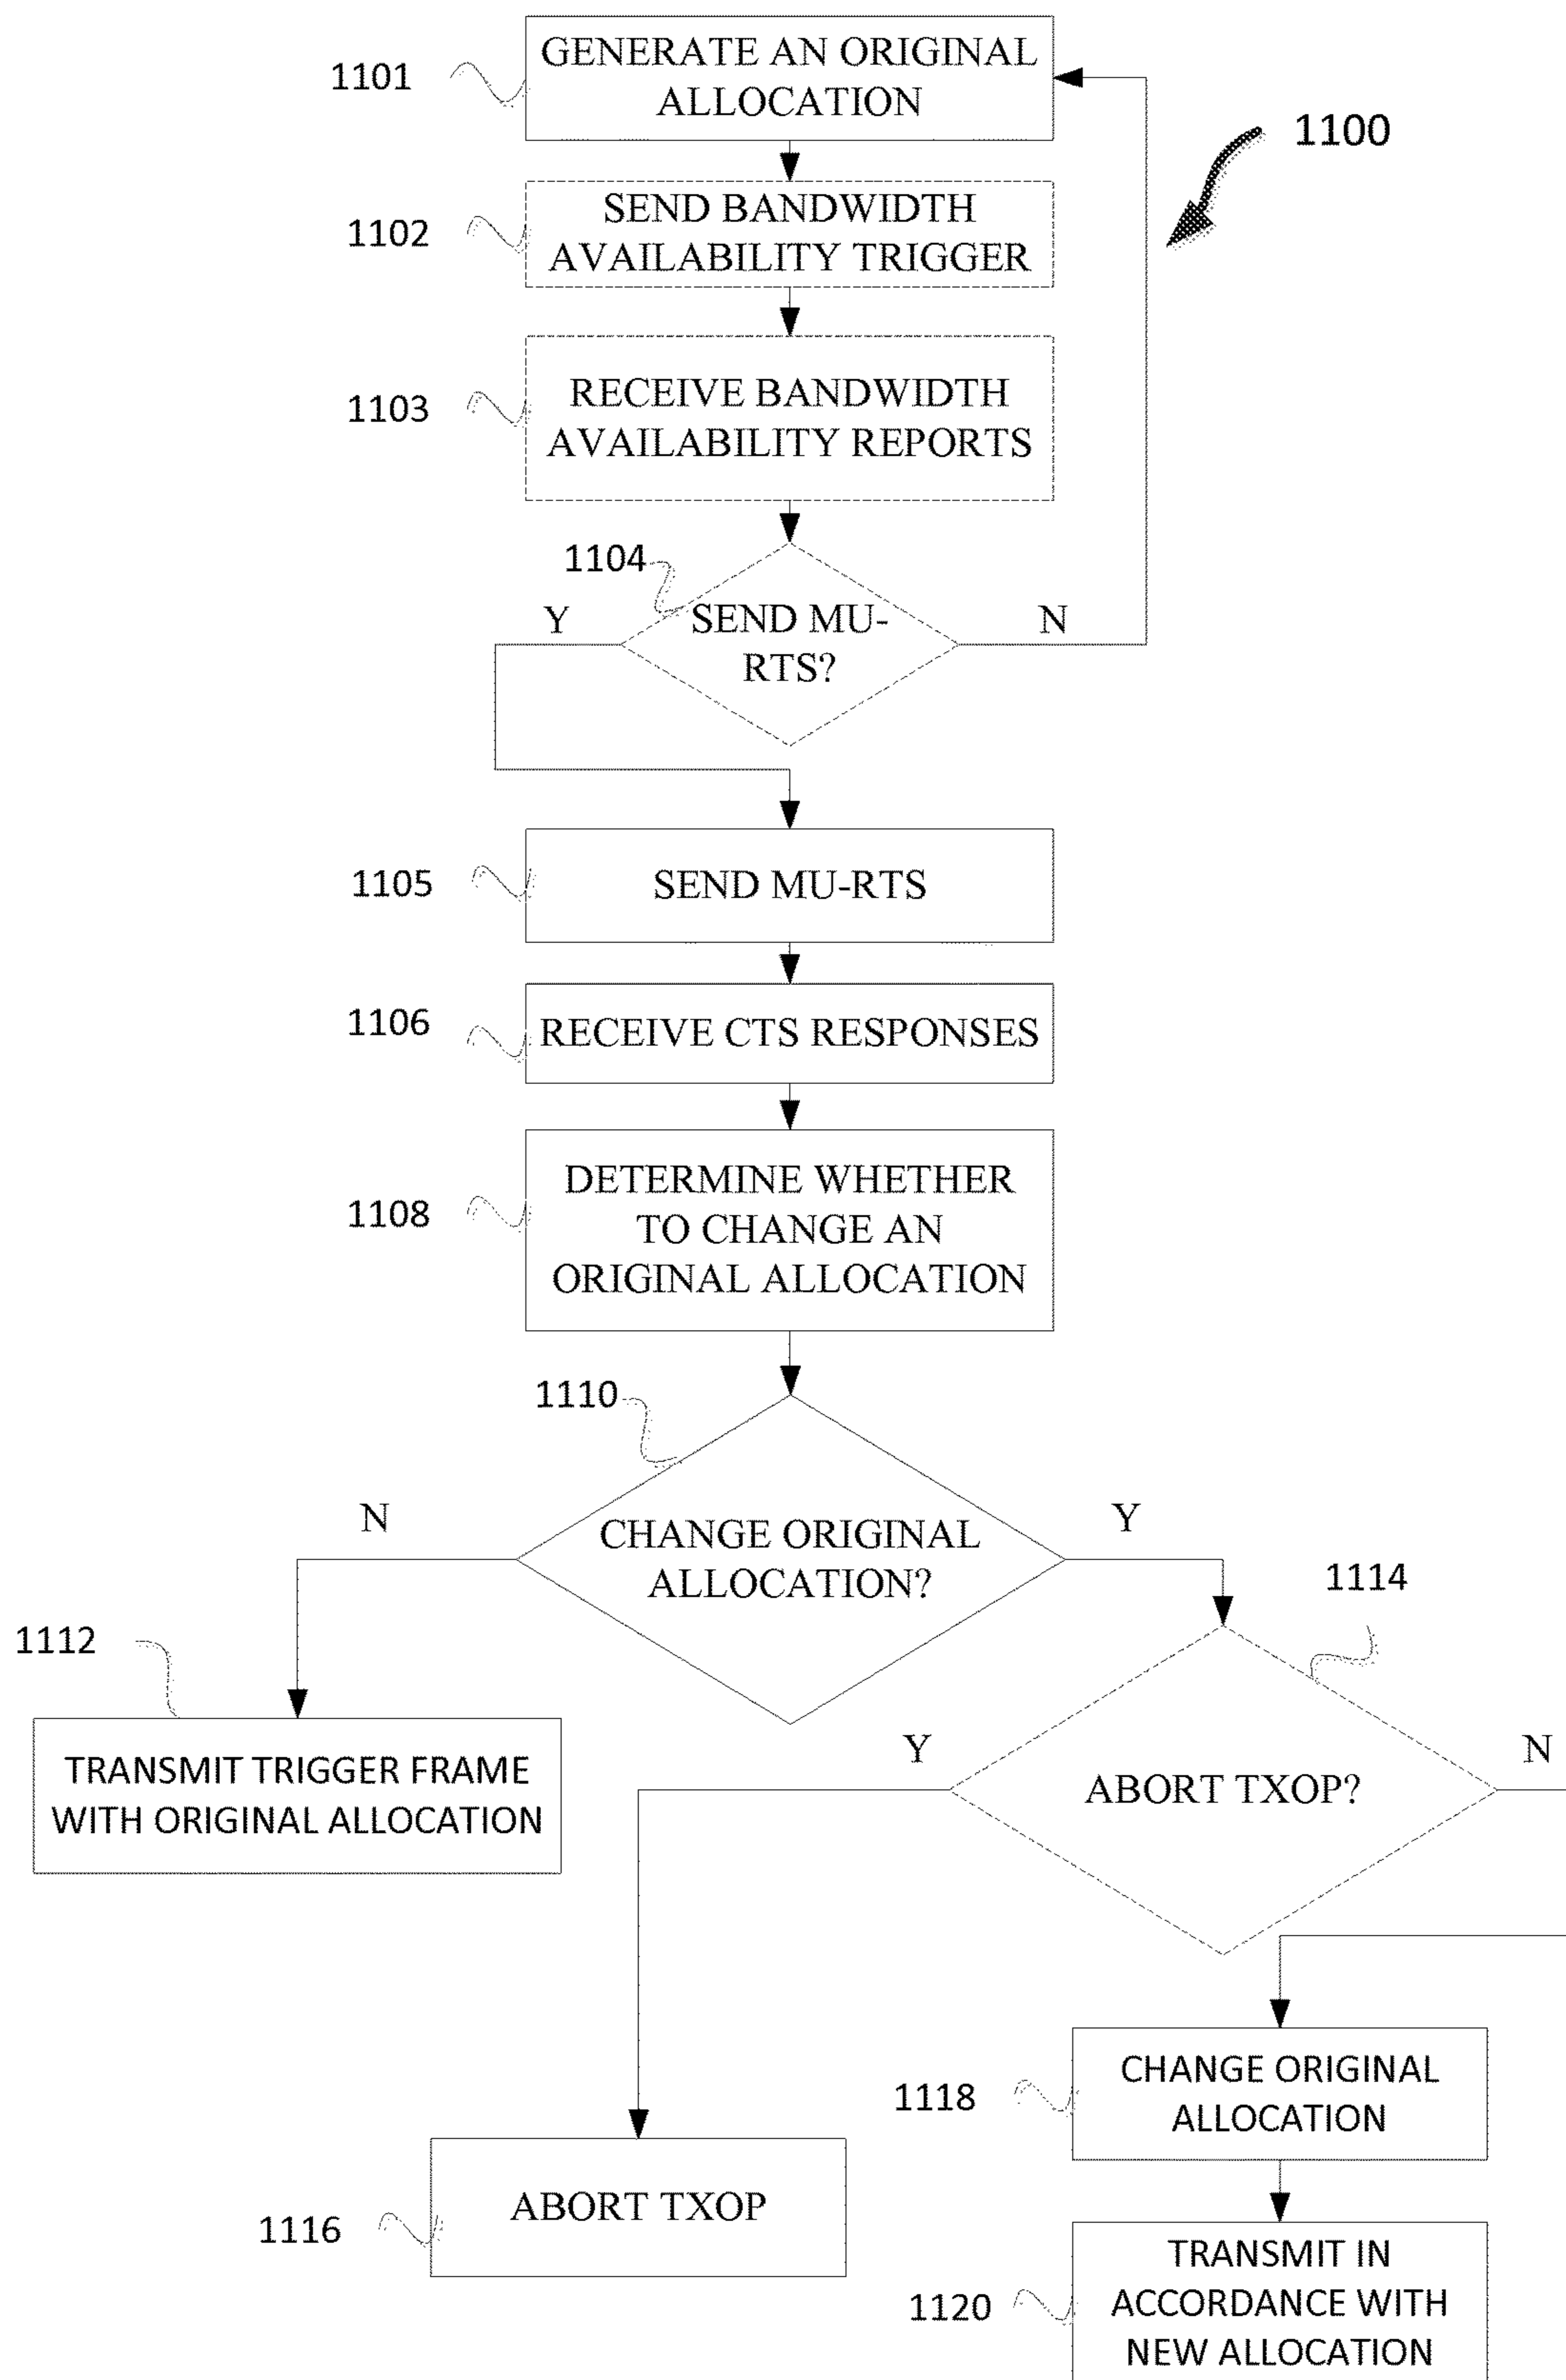 GENERATE AN ORIGINAL
ALLOCATION
1101
1100
SEND BANDWIDTH
AVAILABILITY TRIGGER
1102
RECEIVE BANDWIDTH
AVAILABILITY REPORTS
1103
1104
SEND MU-
RTS?
Y
N
SEND MU-RTS
1105
RECEIVE CTS RESPONSES
1106
DETERMINE WHETHER
TO CHANGE AN
ORIGINAL ALLOCATION
1108
1110
CHANGE ORIGINAL
ALLOCATION?
N
Y
1112
TRANSMIT TRIGGER FRAME
WITH ORIGINAL ALLOCATION
1114
ABORT TXOP?
Y
N
ABORT TXOP
1116
CHANGE ORIGINAL
ALLOCATION
1118
TRANSMIT IN
ACCORDANCE WITH
NEW ALLOCATION
1120